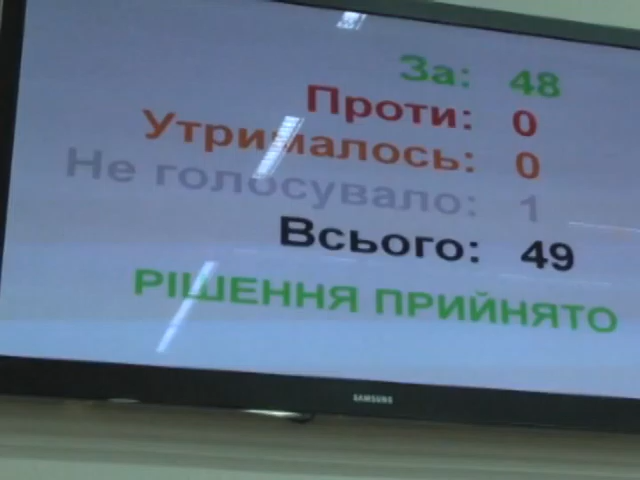 За: 48
Проти: 0
Утрималось: 0
Не голосувало: 1
Всього: 49
РІШЕННЯ ПРИЙНЯТО
SAMSUNG